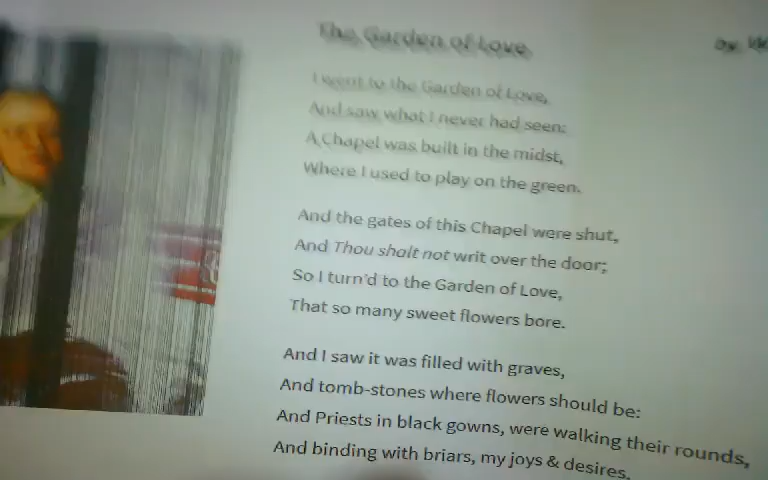 The Garden of Love
by. W
I went to the Garden of Love,
And saw what I never had seen:
A Chapel was built in the midst,
Where I used to play on the green.
And the gates of this Chapel were shut,
And Thou shalt not writ over the door;
So I turn'd to the Garden of Love,
That so many sweet flowers bore.
And I saw it was filled with graves,
And tomb-stones where flowers should be:
And Priests in black gowns, were walking their rounds,
And binding with briars, my joys & desires.